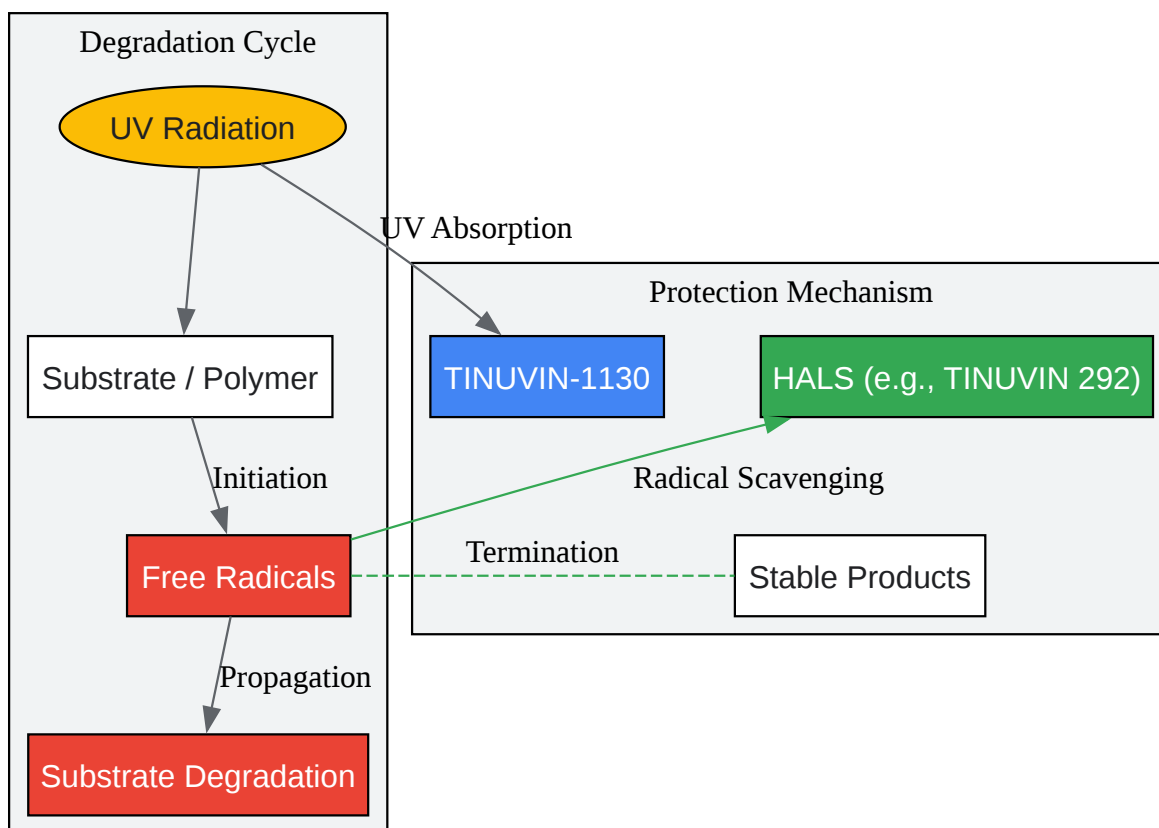 Degradation Cycle
UV Radiation
UV Absorption
Protection Mechanism
Substrate / Polymer
TINUVIN-1130
HALS (e.g., TINUVIN 292)
Initiation
Radical Scavenging
Free Radicals
Termination
Stable Products
Propagation
Substrate Degradation